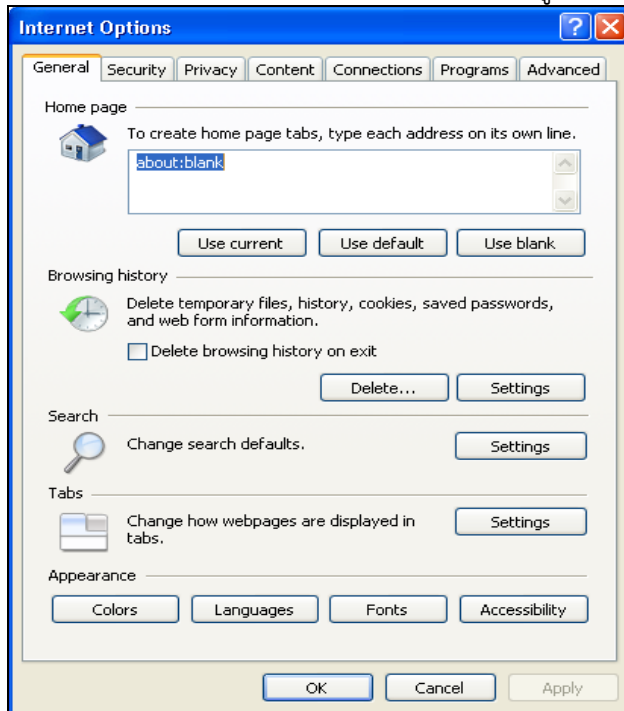 Internet Options
General Security Privacy Content Connections Programs Advanced
Home page
To create home page tabs, type each address on its own line.
about:blank
Use current Use default Use blank
Browsing history
Delete temporary files, history, cookies, saved passwords,
and web form information.
Delete browsing history on exit
Delete... Settings
Search
Change search defaults. Settings
Tabs
Change how webpages are displayed in Settings
tabs.
Appearance
Colors Languages Fonts Accessibility
OK Cancel Apply